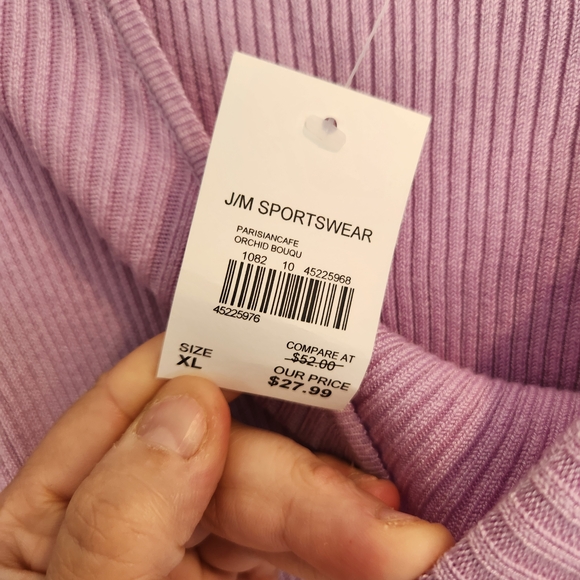 J/M SPORTSWEAR
PARISIANCAFE
ORCHID BOUQU
1082 10 45225968
45225976
SIZE
XL
COMPARE AT
$52.00
OUR PRICE
$27.99